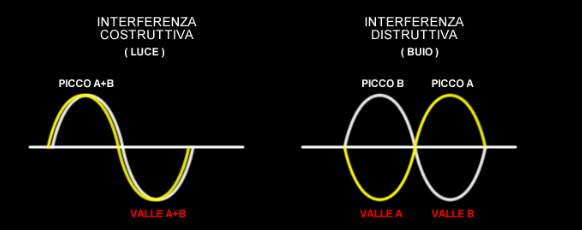 INTERFERENZA
COSTRUTTIVA
( LUCE )
PICCO A+B
VALLE A+B
INTERFERENZA
DISTRUTTIVA
( BUIO )
PICCO B PICCO A
VALLE A VALLE B